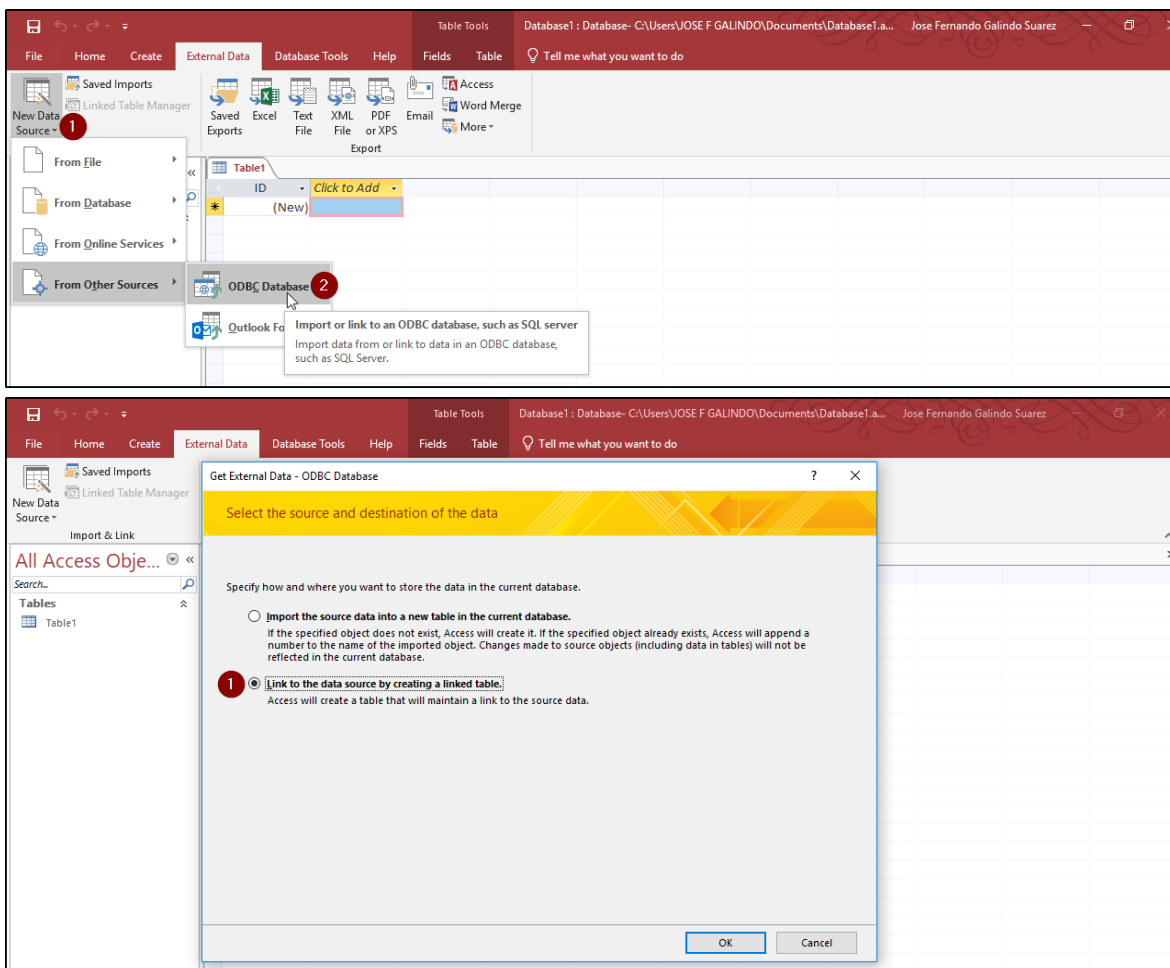 Table Tools Database1 : Database- C:\Users\JOSE F GALINDO\Documents\Database1.a... Jose Fernando Galindo Suarez
File Home Create External Data Database Tools Help Fields Table Tell me what you want to do
Saved Imports
Linked Table Manager
New Data
Source
1
Saved
Exports
Excel
Text
File
XML
File
PDF
or XPS
Email
Access
Word Merge
More
Export
From File
From Database
From Online Services
From Other Sources
Table1
ID Click to Add
* (New)
ODBC Database 2
Outlook Fo
Import or link to an ODBC database, such as SQL server
Import data from or link to data in an ODBC database,
such as SQL Server.
Table Tools Database1 : Database- C:\Users\JOSE F GALINDO\Documents\Database1.a... Jose Fernando Galindo Suarez
File Home Create External Data Database Tools Help Fields Table Tell me what you want to do
Saved Imports
Linked Table Manager
New Data
Source
Import & Link
All Access Obje...
Search...
Tables
Table1
Get External Data - ODBC Database
Select the source and destination of the data
Specify how and where you want to store the data in the current database.
Import the source data into a new table in the current database.
If the specified object does not exist, Access will create it. If the specified object already exists, Access will append a
number to the name of the imported object. Changes made to source objects (including data in tables) will not be
reflected in the current database.
1 Link to the data source by creating a linked table.
Access will create a table that will maintain a link to the source data.
OK Cancel